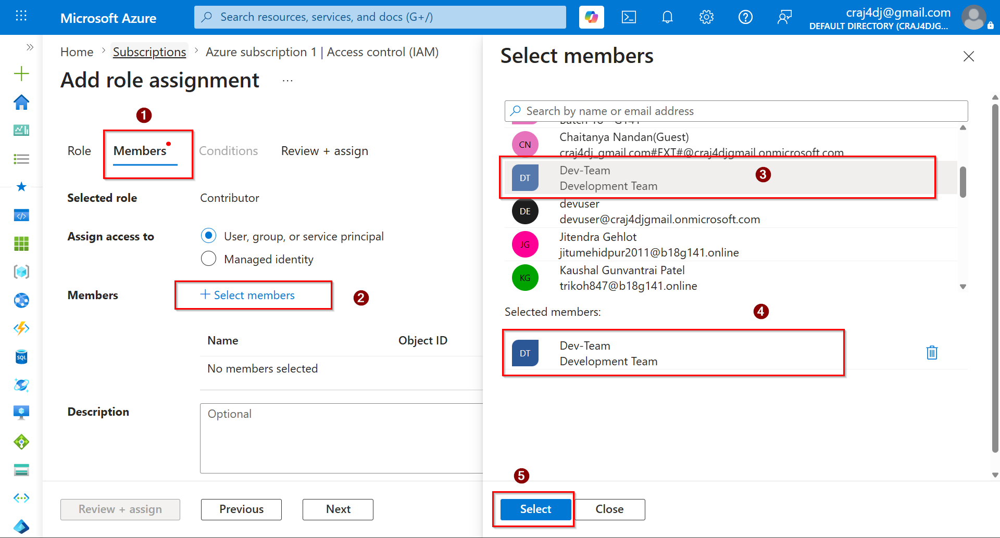 Microsoft Azure
Search resources, services, and docs (G+/)
craj4dj@gmail.com
DEFAULT DIRECTORY (CRAJ4DJG...
Home > Subscriptions > Azure subscription 1 | Access control (IAM)
Add role assignment ...
1
Role
Members
Conditions
Review + assign
Selected role
Contributor
Assign access to
User, group, or service principal
Managed identity
Members
+ Select members
2
Name
Object ID
No members selected
Description
Optional
Review + assign
Previous
Next
Select members
Search by name or email address
Batch 18 - G141
CN
Chaitanya Nandan(Guest)
craj4dj_gmail.com#EXT#@craj4djgmail.onmicrosoft.com
DT
Dev-Team
Development Team
3
DE
devuser
devuser@craj4djgmail.onmicrosoft.com
JG
Jitendra Gehlot
jitumehidpur2011@b18g141.online
KG
Kaushal Gunvantrai Patel
trikoh847@b18g141.online
Selected members:
4
DT
Dev-Team
Development Team
5
Select
Close
SQL